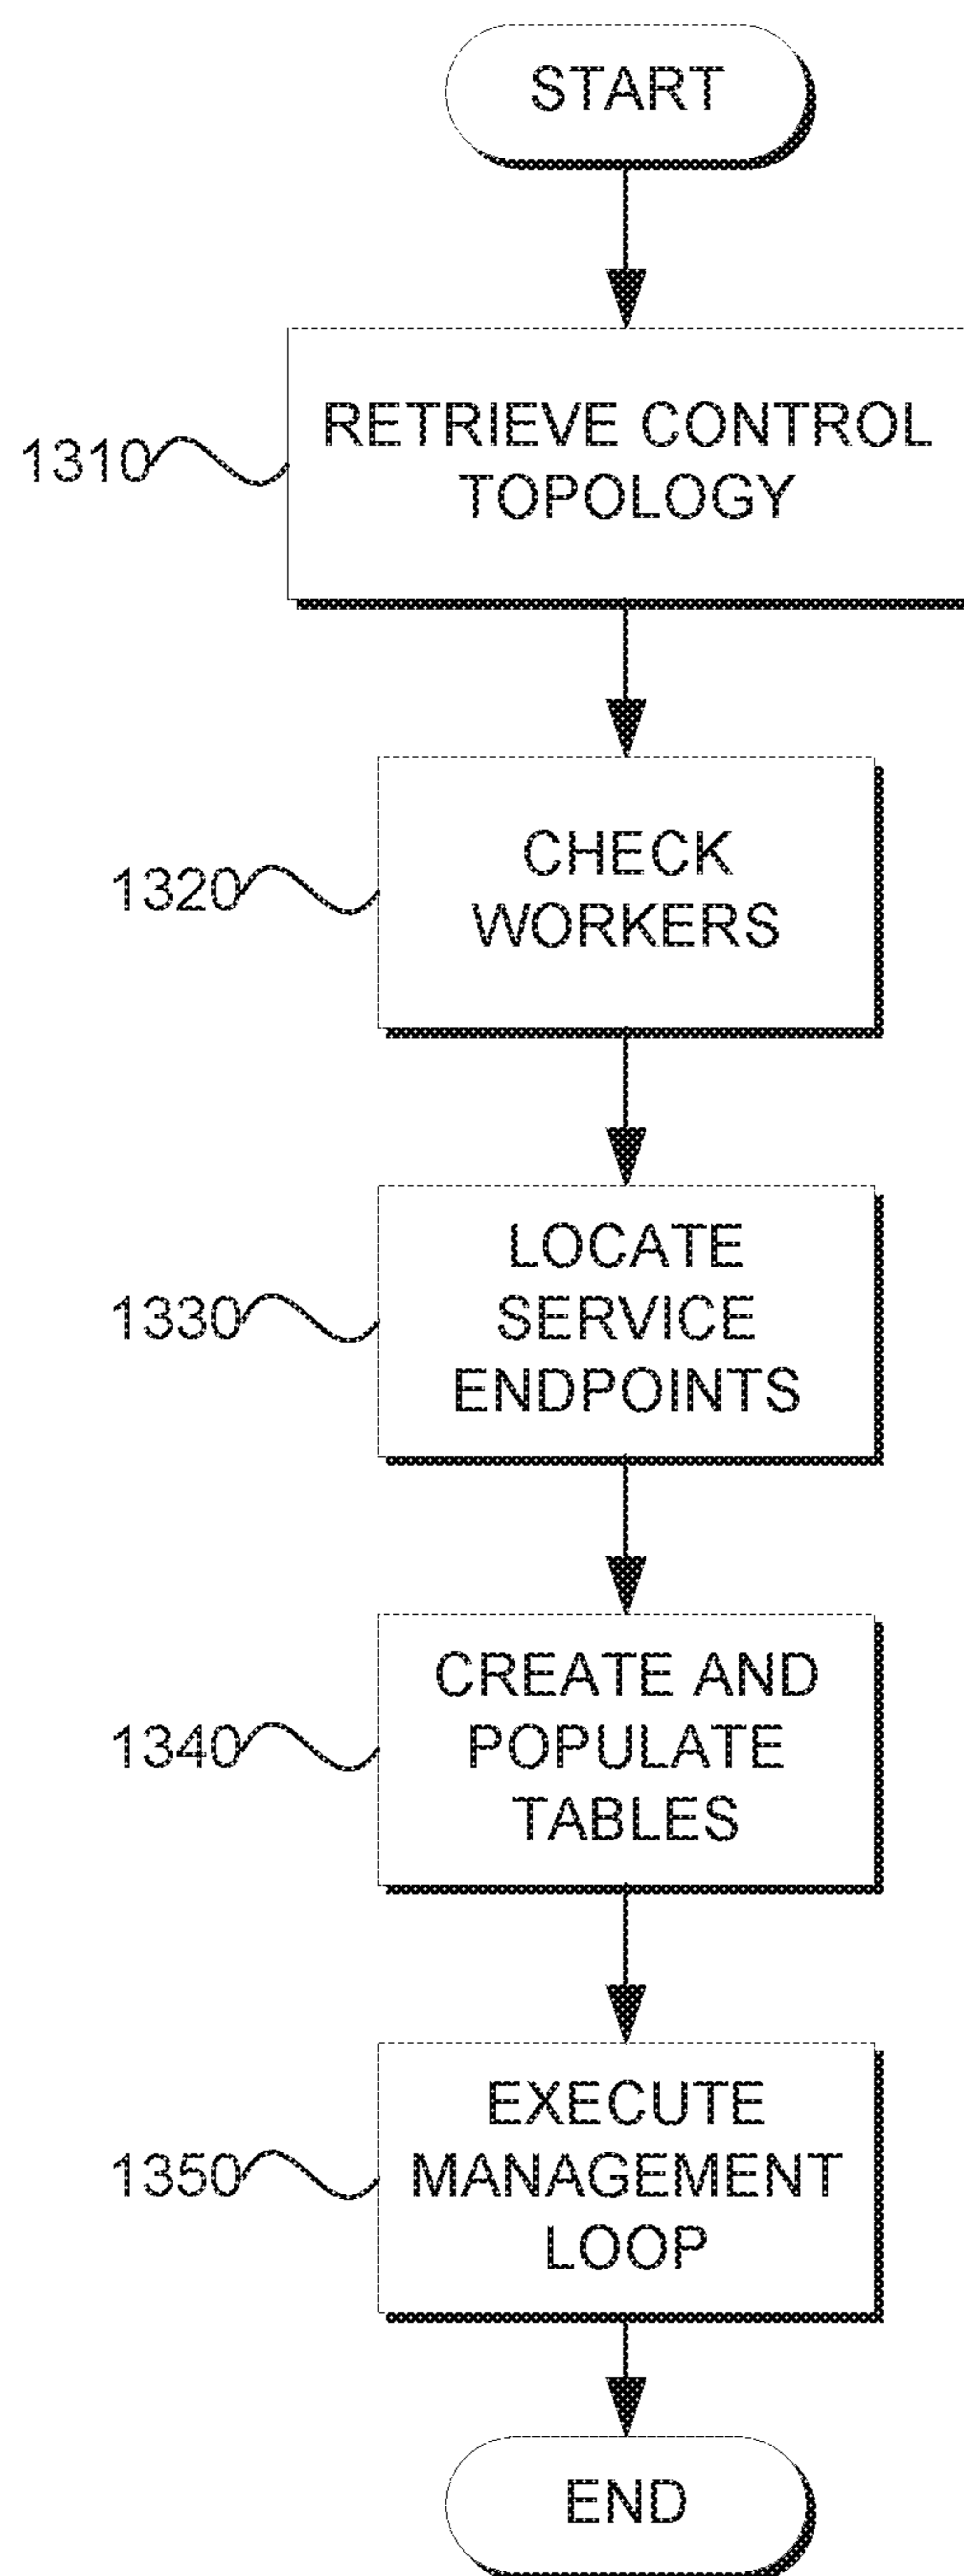 START
RETRIEVE CONTROL
1310
TOPOLOGY
CHECK
1320
WORKERS
LOCATE
1330
SERVICE
ENDPOINTS
CREATE AND
1340
POPULATE
TABLES
EXECUTE
1350
MANAGEMENT
LOOP
END